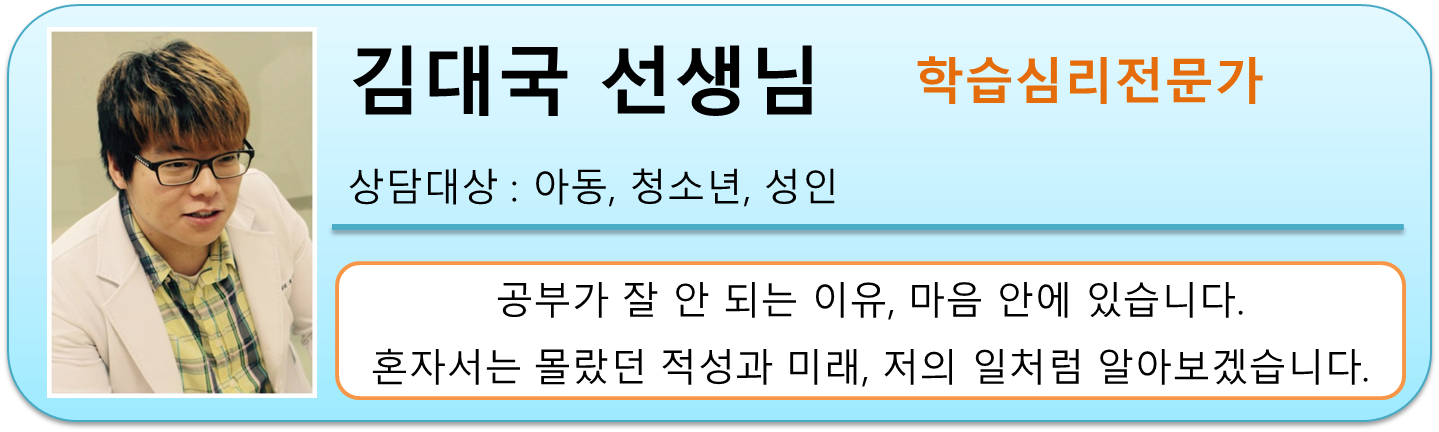 김대국 선생님 학습심리전문가
상담대상 : 아동, 청소년, 성인
공부가 잘 안 되는 이유, 마음 안에 있습니다.
혼자서는 몰랐던 적성과 미래, 저의 일처럼 알아보겠습니다.